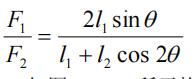 F₁/F₂ = 2l₁ sin θ / (l₁ + l₂ cos 2θ)